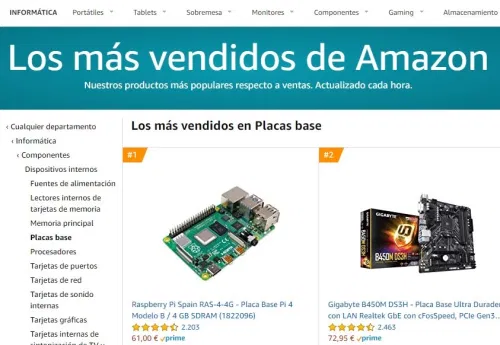 INFORMÁTICA Portátiles Tablets Sobremesa Monitores Componentes Gaming Almacenamiento
Los más vendidos de Amazon
Nuestros productos más populares respecto a ventas. Actualizado cada hora.
‹ Cualquier departamento
‹ Informática
‹ Componentes
Dispositivos internos
Fuentes de alimentación
Lectores internos de
tarjetas de memoria
Memoria principal
Placas base
Procesadores
Tarjetas de puertos
Tarjetas de red
Tarjetas de sonido
internas
Tarjetas gráficas
Tarjetas internas de
sintonización de TV y
Los más vendidos en Placas base
#1
Raspberry Pi Spain RAS-4-4G - Placa Base Pi 4
Modelo B / 4 GB SDRAM (1822096)
2.203
61,00 € prime
#2
GIGABYTE
B450M DS3H
Gigabyte B450M DS3H - Placa Base Ultra Durade
con LAN Realtek GbE con cFosSpeed, PCIe Gen3...
2.463
72,95 € prime